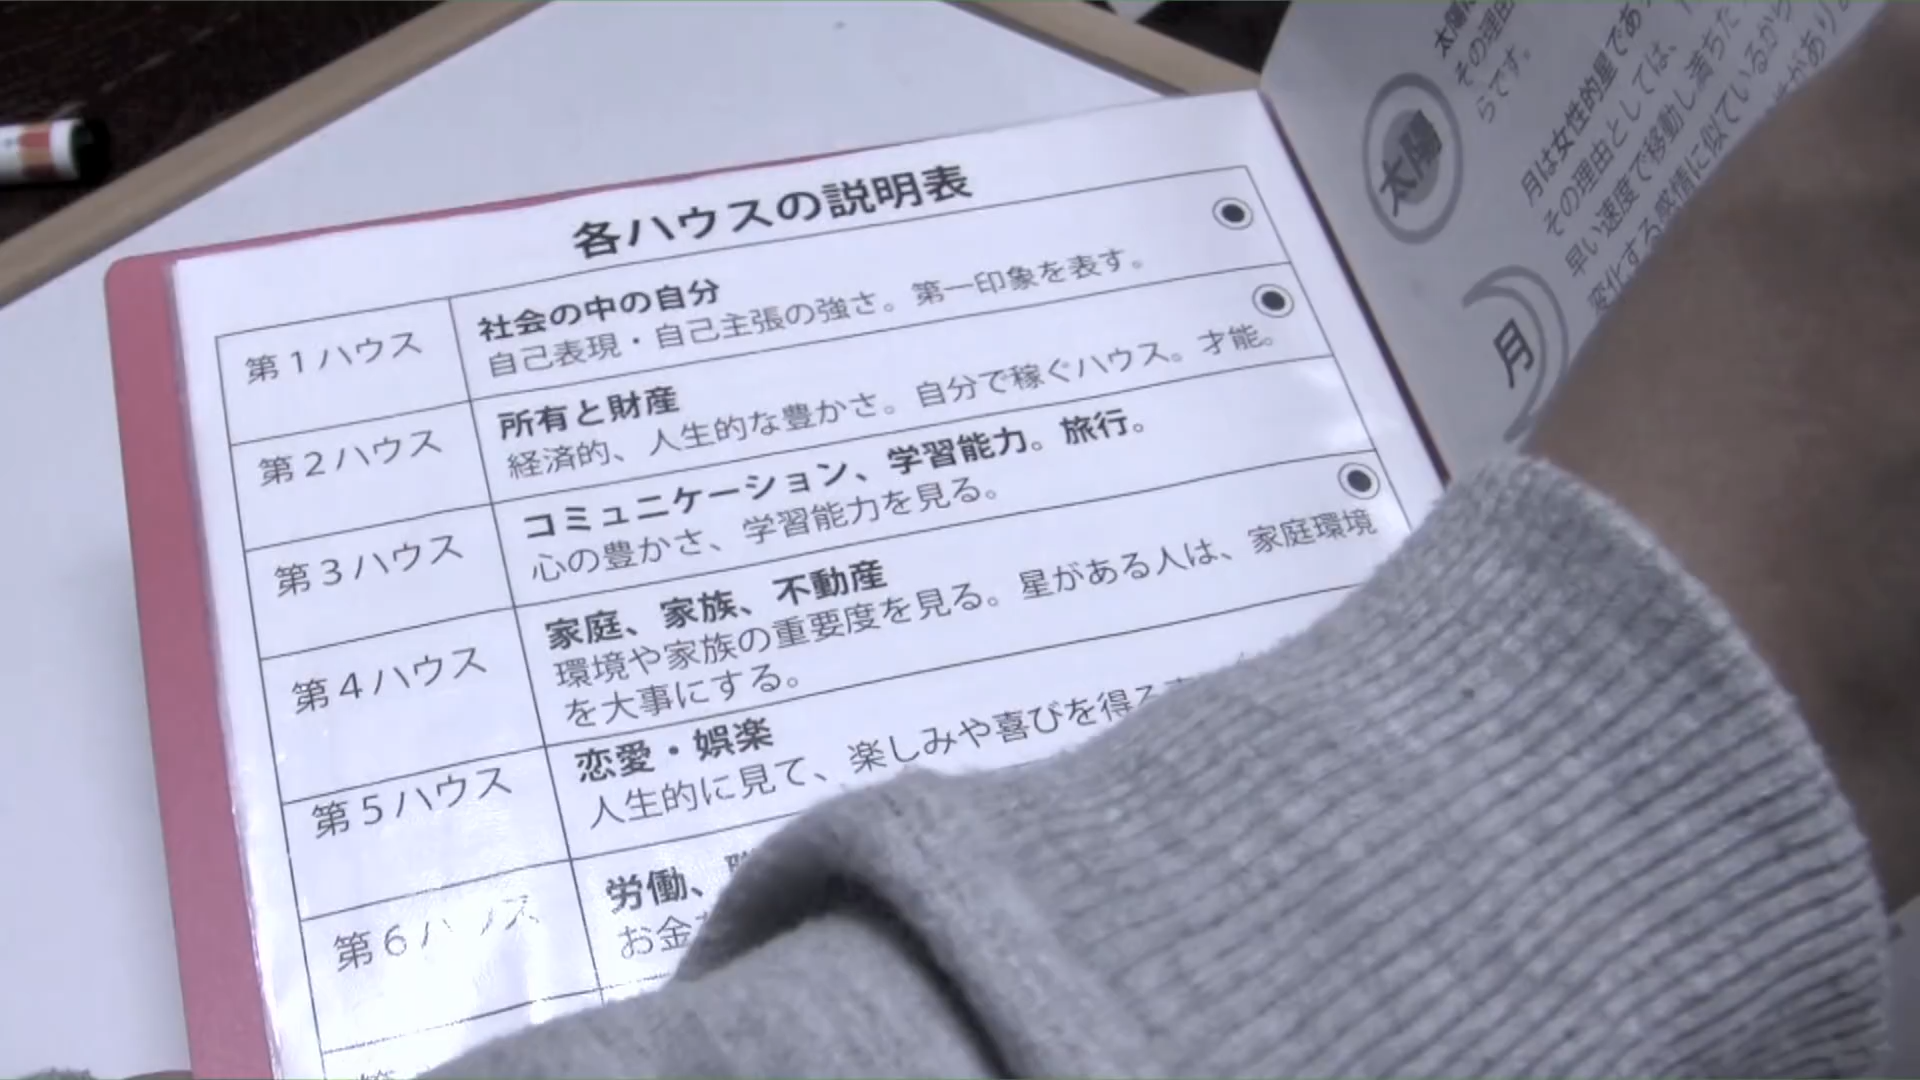 各ハウスの説明表
第1ハウス
社会の中の自分
自己表現・自己主張の強さ。第一印象を表す。
第2ハウス
所有と財産
経済的、人生的な豊かさ。自分で稼ぐハウス。才能。
第3ハウス
コミュニケーション、学習能力。旅行。
心の豊かさ、学習能力を見る。
第4ハウス
家庭、家族、不動産
環境や家族の重要度を見る。星がある人は、家庭環境
を大事にする。
第5ハウス
恋愛・娯楽
人生的に見て、楽しみや喜びを得る
第6ハウス
労働、
お金
太陽
その理由
らです。
月
月は女性的星であ
その理由としては、
早い速度で移動し満ちた
変化する感情に似ているから